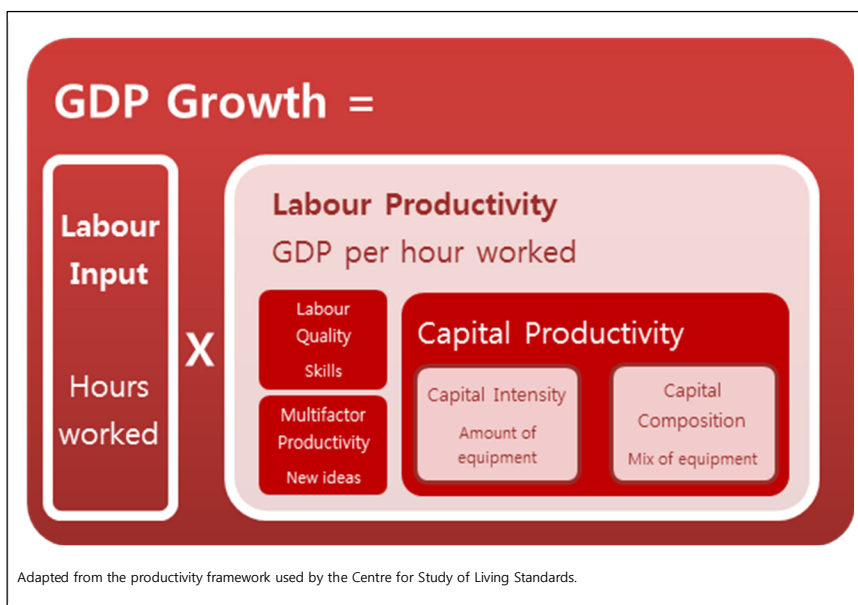 GDP Growth =
Labour
Input
Hours
worked
X
Labour Productivity
GDP per hour worked
Labour
Quality
Skills
Multifactor
Productivity
New ideas
Capital Productivity
Capital Intensity
Amount of
equipment
Capital
Composition
Mix of equipment
Adapted from the productivity framework used by the Centre for Study of Living Standards.